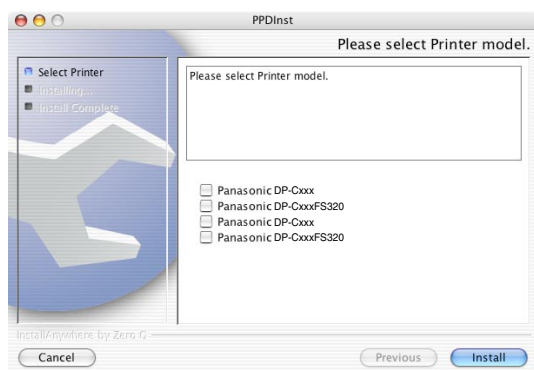 PPDInst
Please select Printer model.
Select Printer
Installing...
Install Complete
Please select Printer model.
Panasonic DP-Cxxx
Panasonic DP-CxxxFS320
Panasonic DP-Cxxx
Panasonic DP-CxxxFS320
InstallAnywhere by Zero G
Cancel
Previous
Install